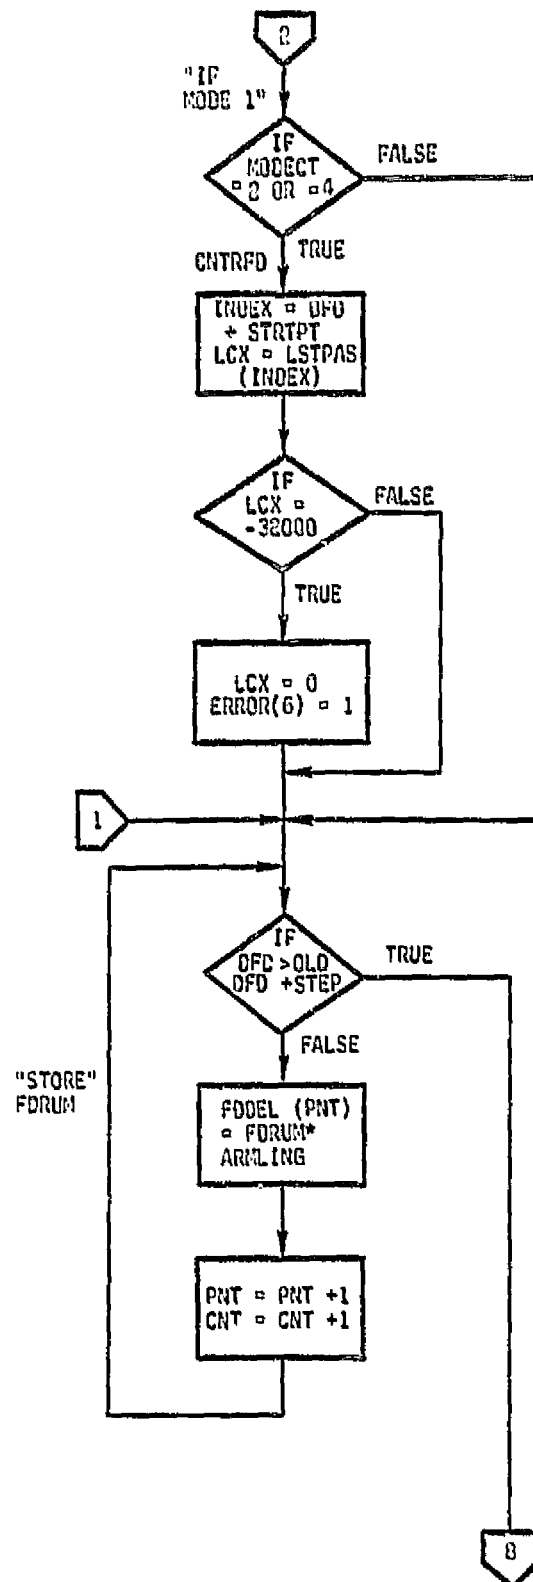 2
"IF
MODE 1"
IF
MODECT
= 2 OR = 4
FALSE
TRUE
CNTRFD
INDEX = DFD
+ STRTPT
LCX = LSTPAS
(INDEX)
IF
LCX =
-32000
FALSE
TRUE
LCX = 0
ERROR(6) = 1
1
IF
DFD >OLD
DFD +STEP
TRUE
FALSE
"STORE"
FDRUM
FDDEL (PNT)
= FDRUM*
ARMLING
PNT = PNT +1
CNT = CNT +1
8